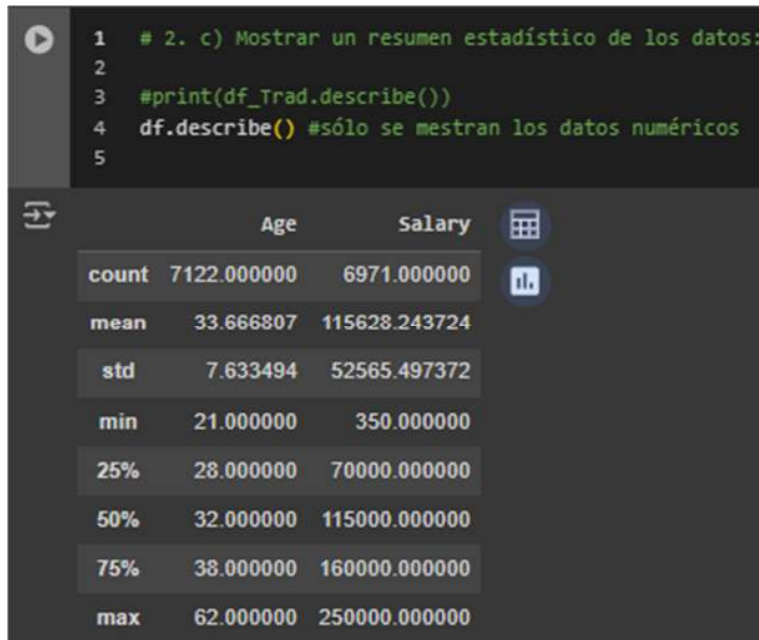 1 # 2. c) Mostrar un resumen estadístico de los datos:
2
3 #print(df_Trad.describe())
4 df.describe() #sólo se mestran los datos numéricos
5
Age Salary
count 7122.000000 6971.000000
mean 33.666807 115628.243724
std 7.633494 52565.497372
min 21.000000 350.000000
25% 28.000000 70000.000000
50% 32.000000 115000.000000
75% 38.000000 160000.000000
max 62.000000 250000.000000